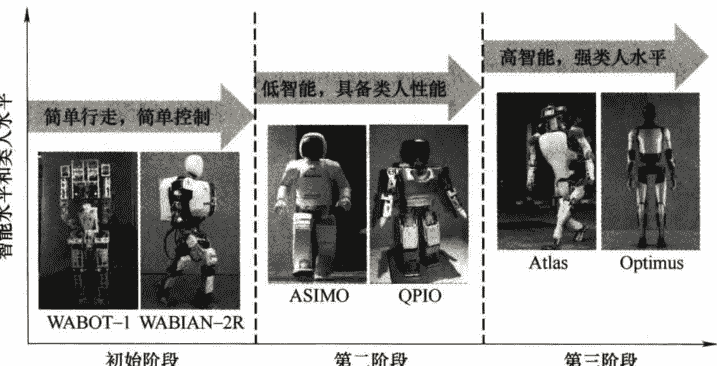 智能水平和类人水平
简单行走，简单控制
低智能，具备类人性能
高智能，强类人水平
WABOT-1 WABIAN-2R
ASIMO QPIO
Atlas Optimus
初始阶段 第二阶段 第三阶段